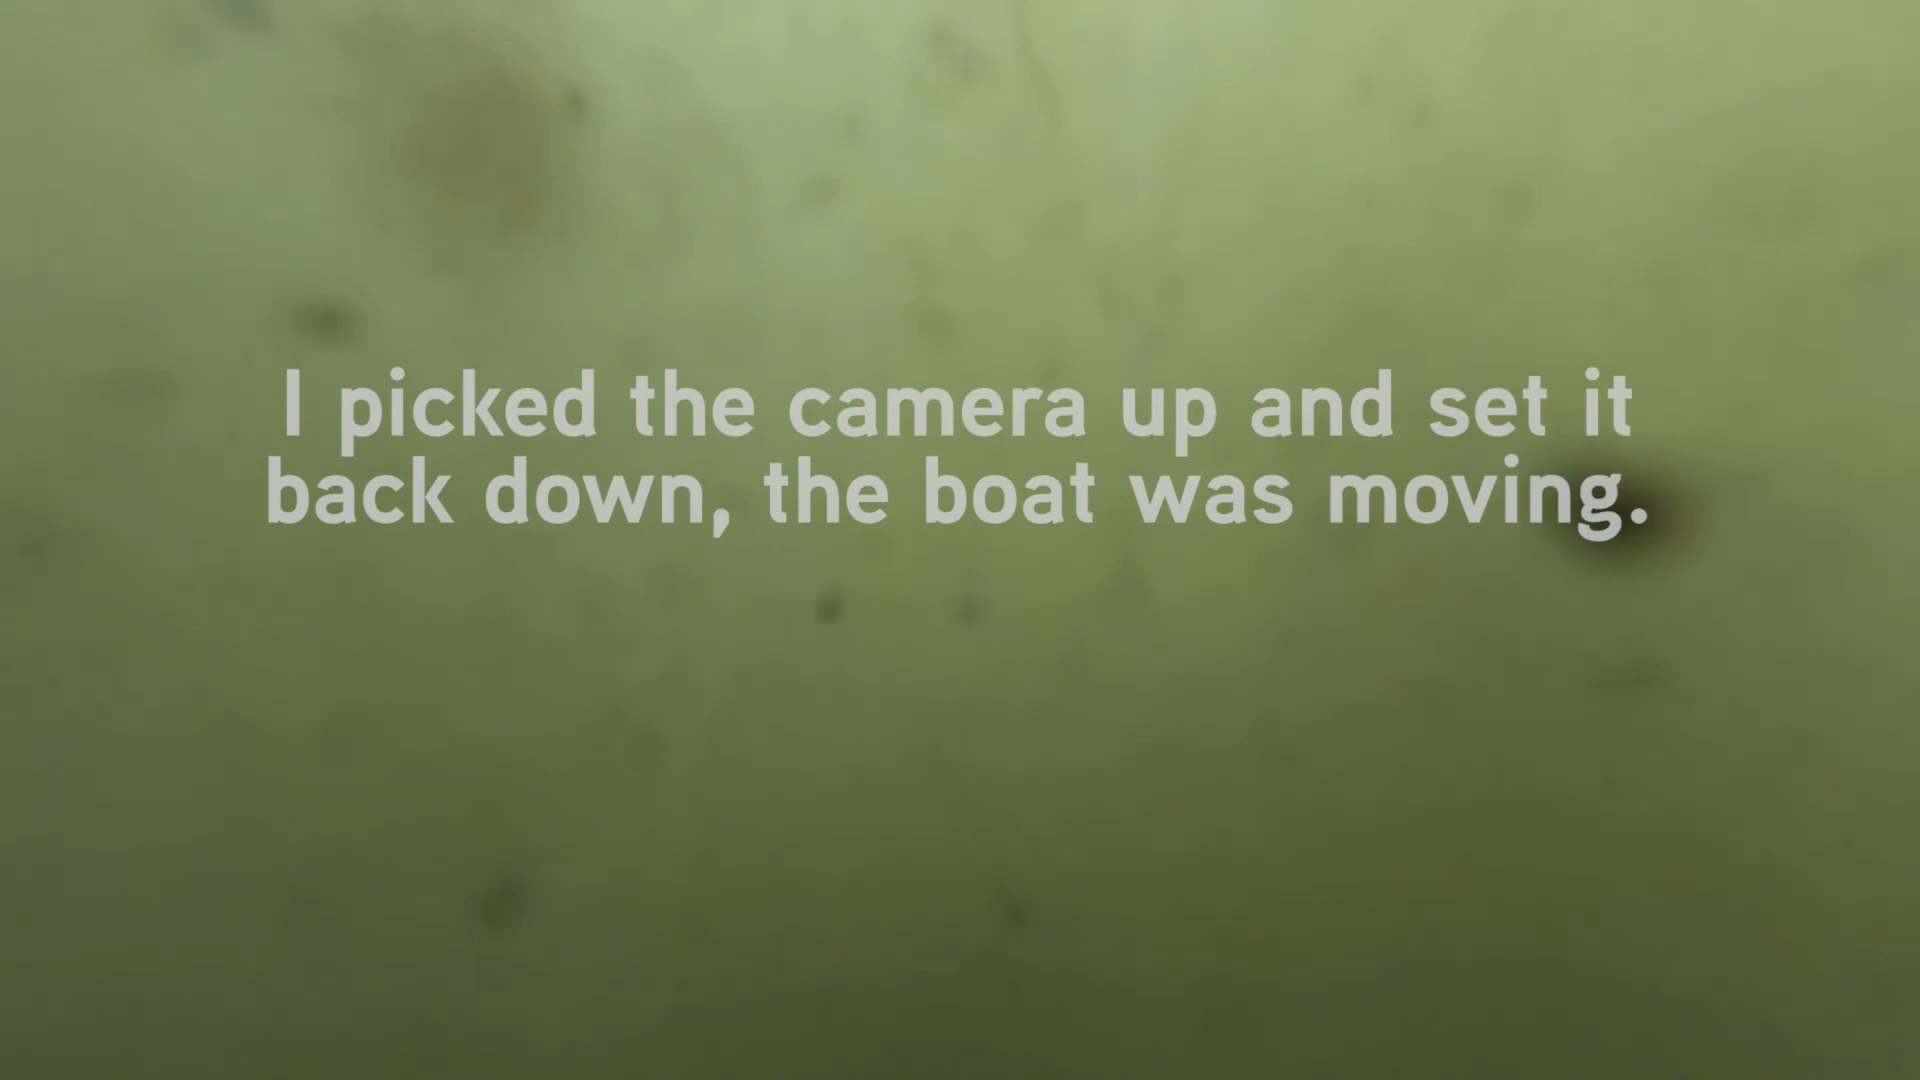 I picked the camera up and set it
back down, the boat was moving.